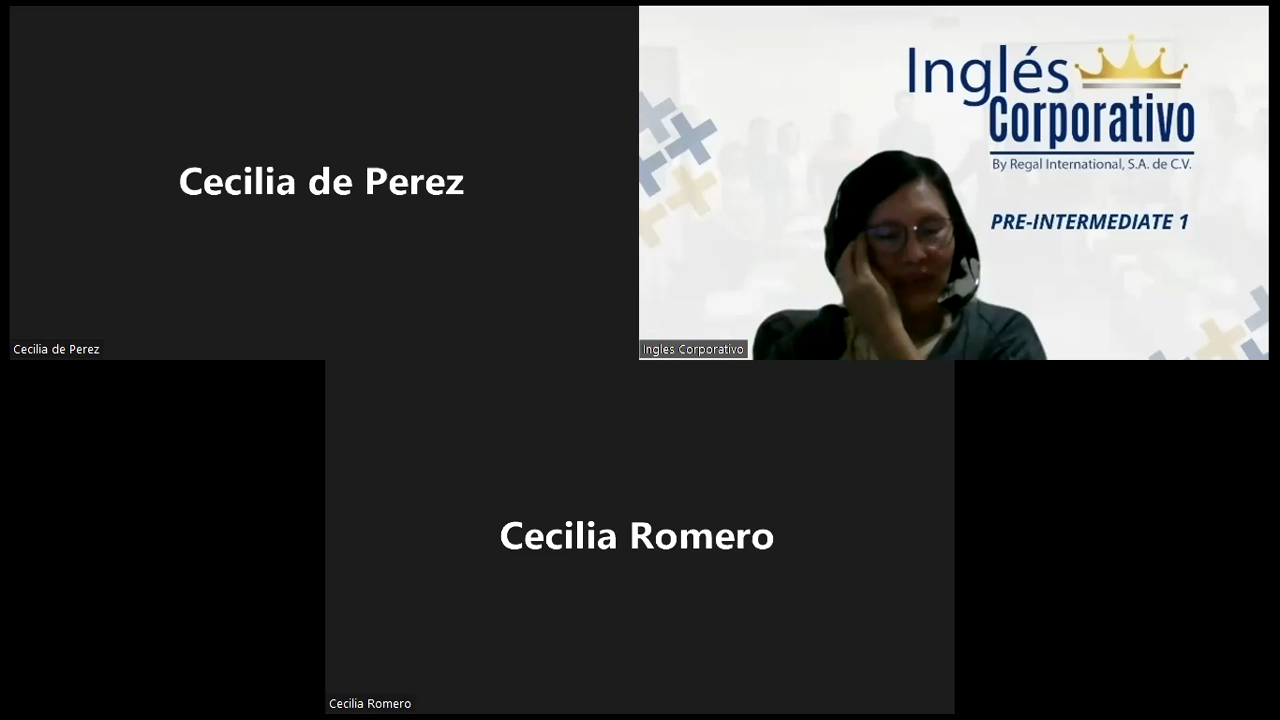 Cecilia de Perez
Cecilia de Perez
Inglés
Corporativo
By Regal International, S.A. de C.V.
PRE-INTERMEDIATE 1
Ingles Corporativo
Cecilia Romero
Cecilia Romero